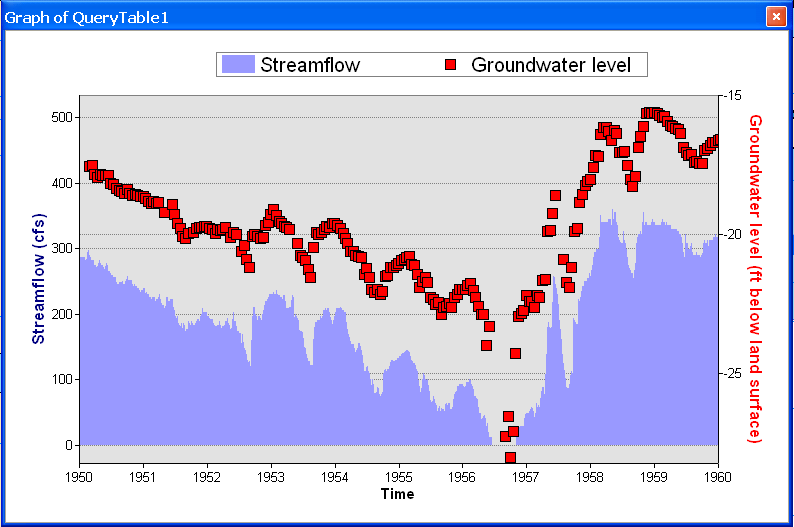 Graph of QueryTable1
Streamflow
Groundwater level
500
400
300
200
100
0
Streamflow (cfs)
-15
-20
-25
Groundwater level (ft below land surface)
1950 1951 1952 1953 1954 1955 1956 1957 1958 1959 1960
Time